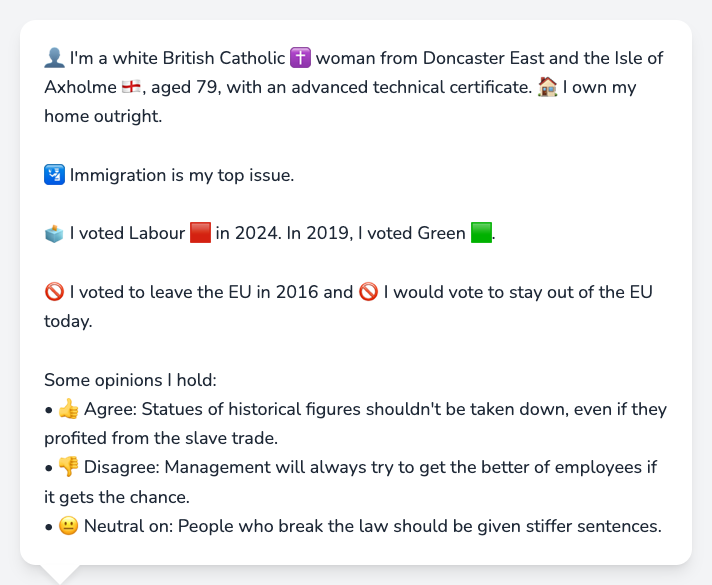 👤 I'm a white British Catholic ✝️ woman from Doncaster East and the Isle of
Axholme 🏴󠁧󠁢󠁥󠁮󠁧󠁿, aged 79, with an advanced technical certificate. 🏠 I own my
home outright.
🛂 Immigration is my top issue.
🗳️ I voted Labour 🟥 in 2024. In 2019, I voted Green 🟩.
🚫 I voted to leave the EU in 2016 and 🚫 I would vote to stay out of the EU
today.
Some opinions I hold:
• 👍 Agree: Statues of historical figures shouldn't be taken down, even if they
profited from the slave trade.
• 👎 Disagree: Management will always try to get the better of employees if
it gets the chance.
• 😐 Neutral on: People who break the law should be given stiffer sentences.